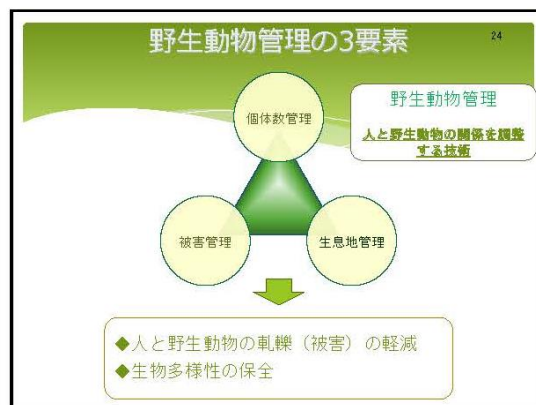 野生動物管理の3要素
24
個体数管理
野生動物管理
人と野生動物の関係を調整
する技術
被害管理
生息地管理
◆人と野生動物の軋轢（被害）の軽減
◆生物多様性の保全